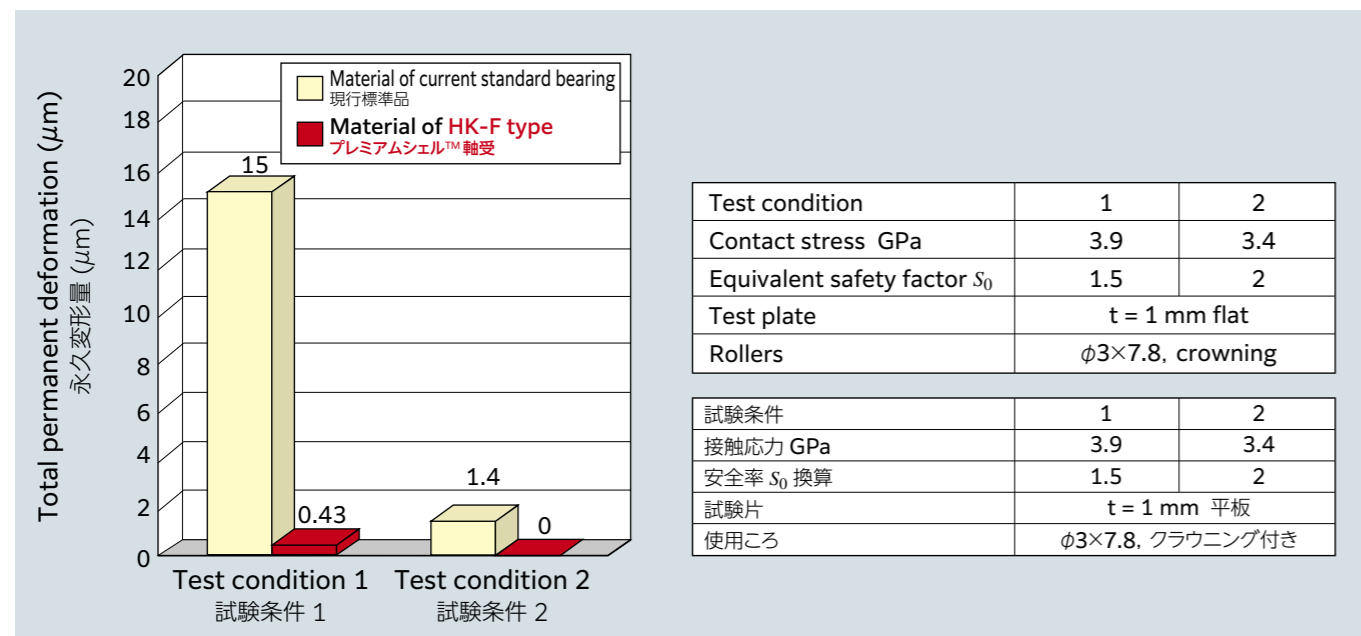 Total permanent deformation (μm)
永久変形量 (μm)
20
18
16
14
12
10
8
6
4
2
0
Material of current standard bearing
現行標準品
Material of HK-F type
プレミアムシェル™軸受
15
0.43
1.4
0
Test condition 1
試験条件 1
Test condition 2
試験条件 2
Test condition 1 2
Contact stress GPa 3.9 3.4
Equivalent safety factor S₀ 1.5 2
Test plate t = 1 mm flat
Rollers φ3×7.8, crowning
試験条件 1 2
接触応力 GPa 3.9 3.4
安全率 S₀ 換算 1.5 2
試験片 t = 1 mm 平板
使用ころ φ3×7.8, クラウニング付き